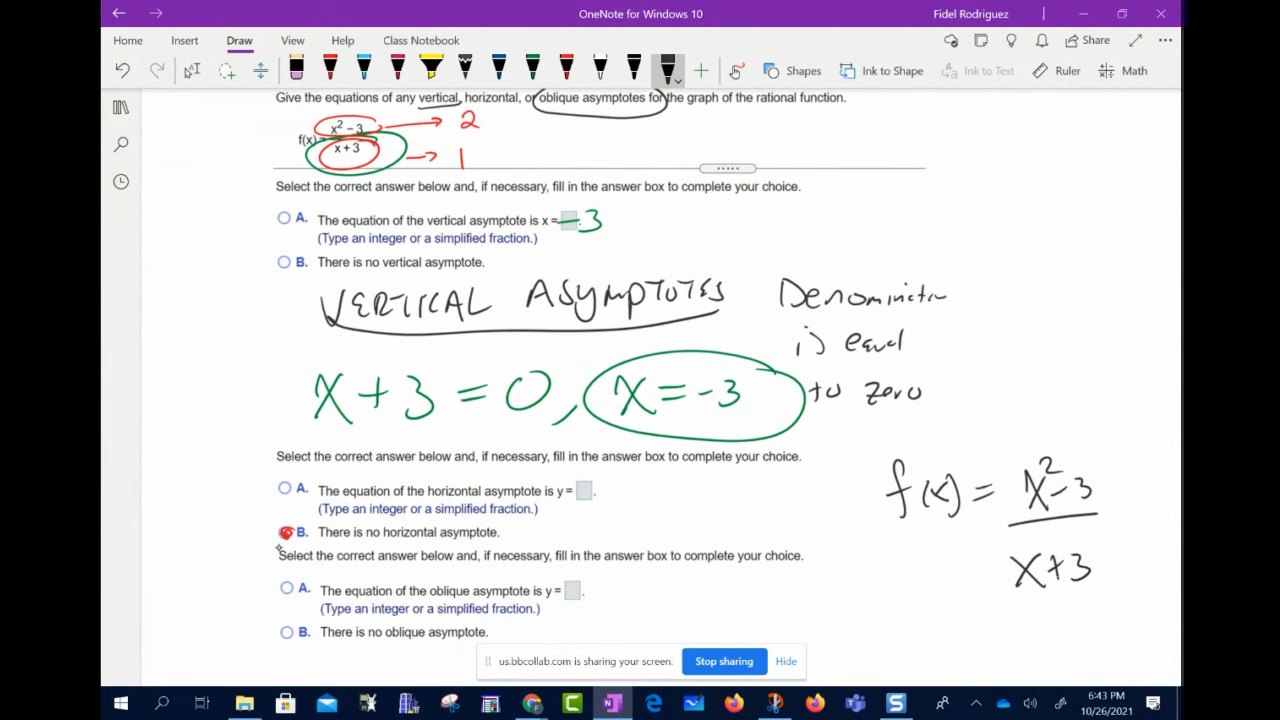 OneNote for Windows 10
Fidel Rodriguez
Home Insert Draw View Help Class Notebook
Share
Shapes Ink to Shape Ink to Text Ruler Math
Give the equations of any vertical, horizontal, or oblique asymptotes for the graph of the rational function.
f(x) = x² − 3 → 2
x + 3 → 1
Select the correct answer below and, if necessary, fill in the answer box to complete your choice.
A. The equation of the vertical asymptote is x = −3
(Type an integer or a simplified fraction.)
B. There is no vertical asymptote.
VERTICAL ASYMPTOTES
Denominator
is equal
to zero
x + 3 = 0, x = -3
Select the correct answer below and, if necessary, fill in the answer box to complete your choice.
A. The equation of the horizontal asymptote is y = .
(Type an integer or a simplified fraction.)
B. There is no horizontal asymptote.
f(x) = x² - 3
x + 3
Select the correct answer below and, if necessary, fill in the answer box to complete your choice.
A. The equation of the oblique asymptote is y = .
(Type an integer or a simplified fraction.)
B. There is no oblique asymptote.
us.bbcollab.com is sharing your screen. Stop sharing Hide
6:43 PM
10/26/2021